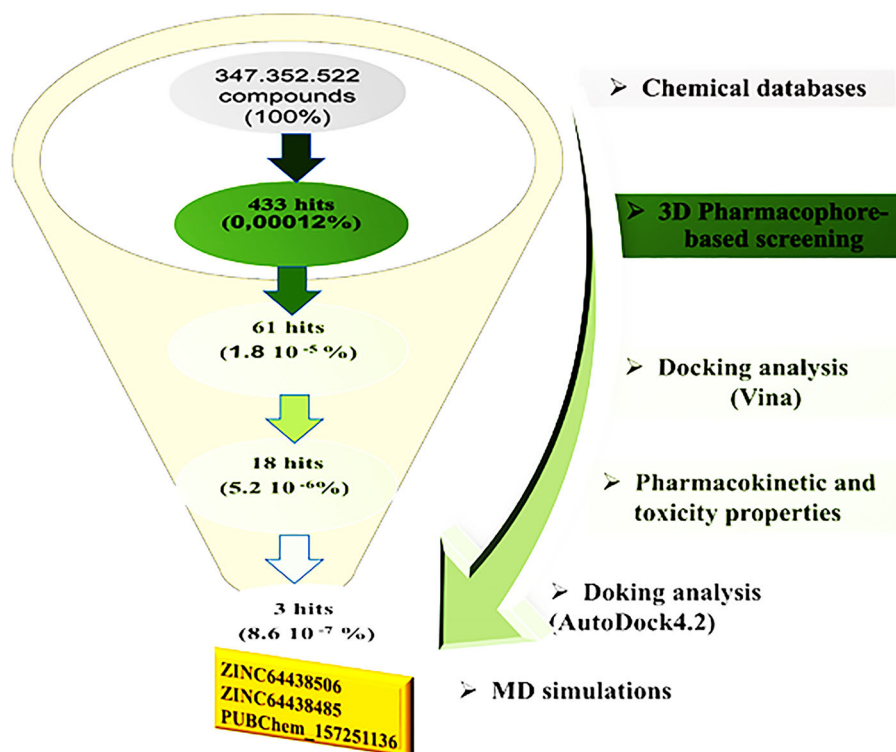 347.352.522
compounds
(100%)
433 hits
(0,00012%)
61 hits
(1.8 10 -5 %)
18 hits
(5.2 10 -6%)
3 hits
(8.6 10 -7 %)
ZINC64438506
ZINC64438485
PUBChem_157251136
➢ Chemical databases
➢ 3D Pharmacophore-
based screening
➢ Docking analysis
(Vina)
➢ Pharmacokinetic and
toxicity properties
➢ Doking analysis
(AutoDock4.2)
➢ MD simulations